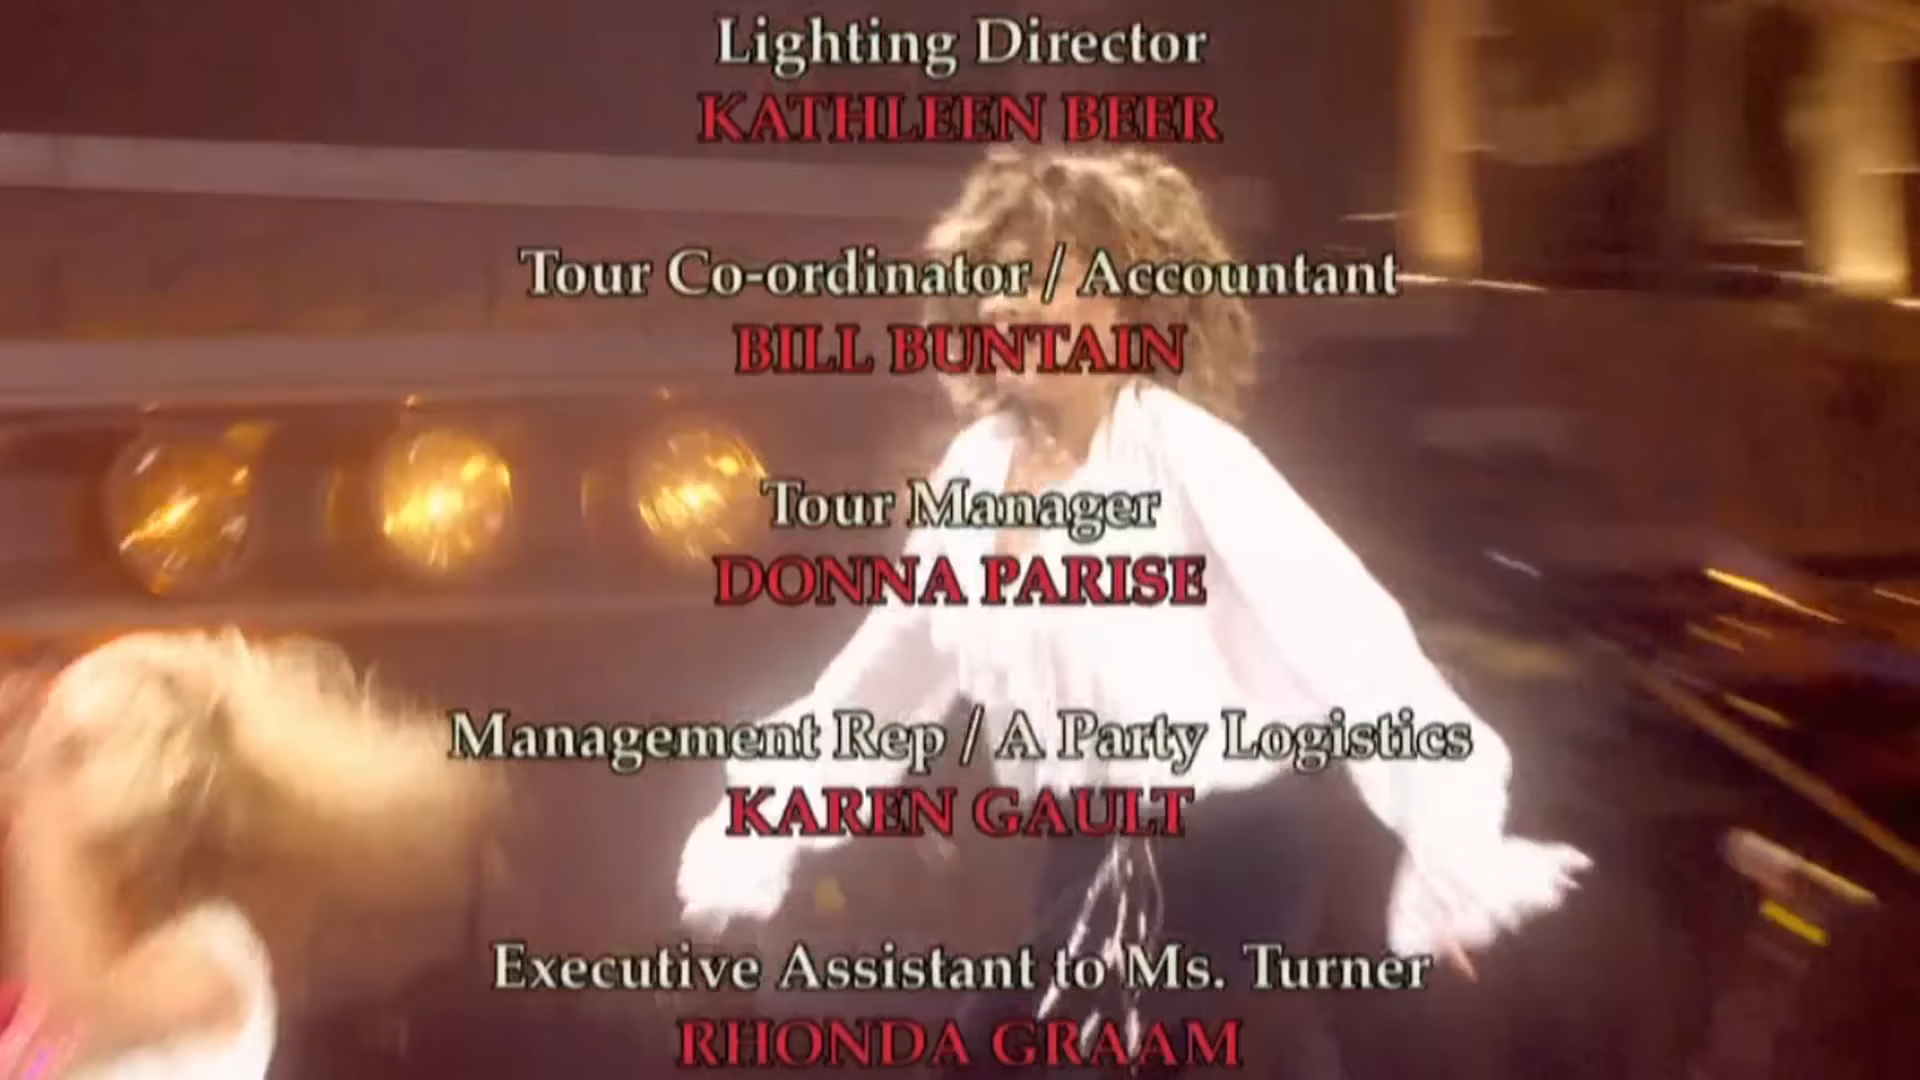 Lighting Director
KATHLEEN BEER
Tour Co-ordinator / Accountant
BILL BUNTAIN
Tour Manager
DONNA PARISE
Management Rep / A Party Logistics
KAREN GAULT
Executive Assistant to Ms. Turner
RHONDA GRAAM